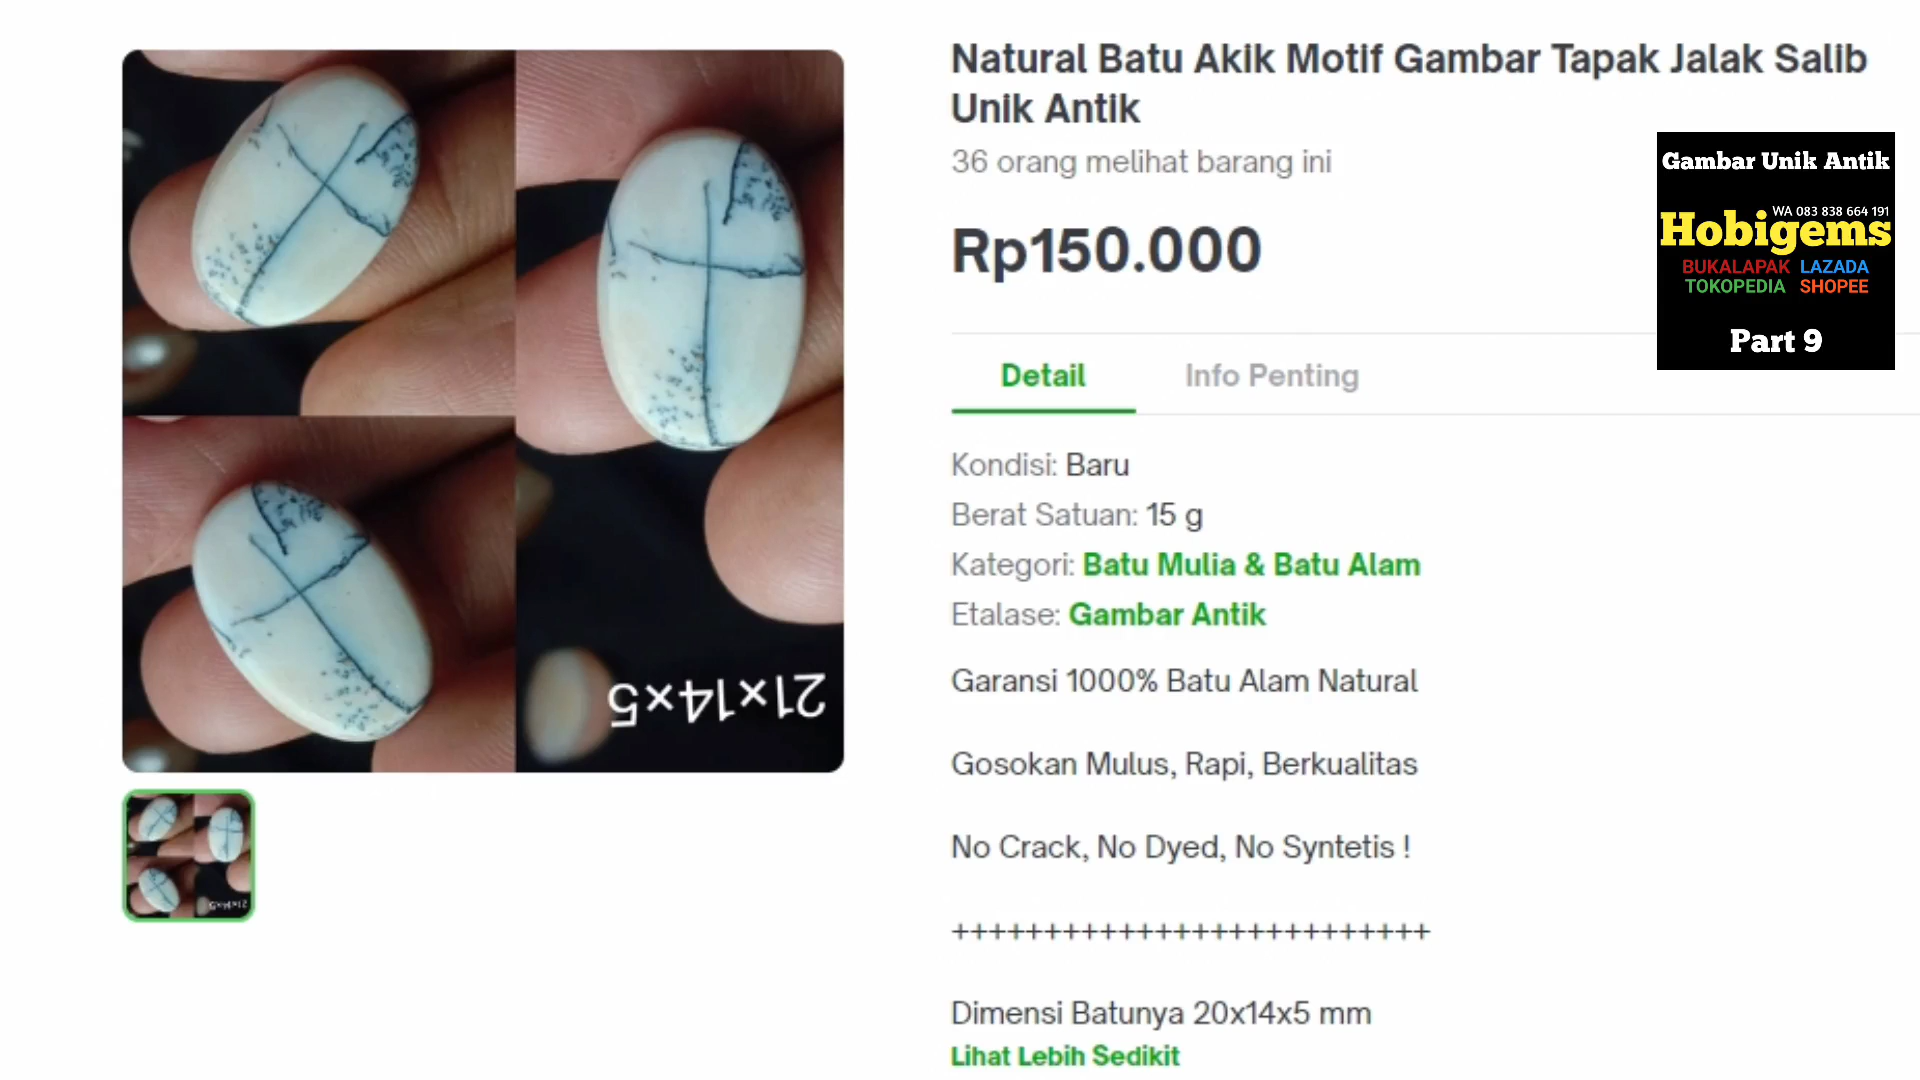 Natural Batu Akik Motif Gambar Tapak Jalak Salib
Unik Antik
36 orang melihat barang ini
Rp150.000
Gambar Unik Antik
WA 083 838 664 191
Hobigems
BUKALAPAK LAZADA
TOKOPEDIA SHOPEE
Part 9
Detail Info Penting
Kondisi: Baru
Berat Satuan: 15 g
Kategori: Batu Mulia & Batu Alam
Etalase: Gambar Antik
Garansi 1000% Batu Alam Natural
Gosokan Mulus, Rapi, Berkualitas
No Crack, No Dyed, No Syntetis !
++++++++++++++++++++++++++
Dimensi Batunya 20x14x5 mm
Lihat Lebih Sedikit
21x14x5
21x14x5